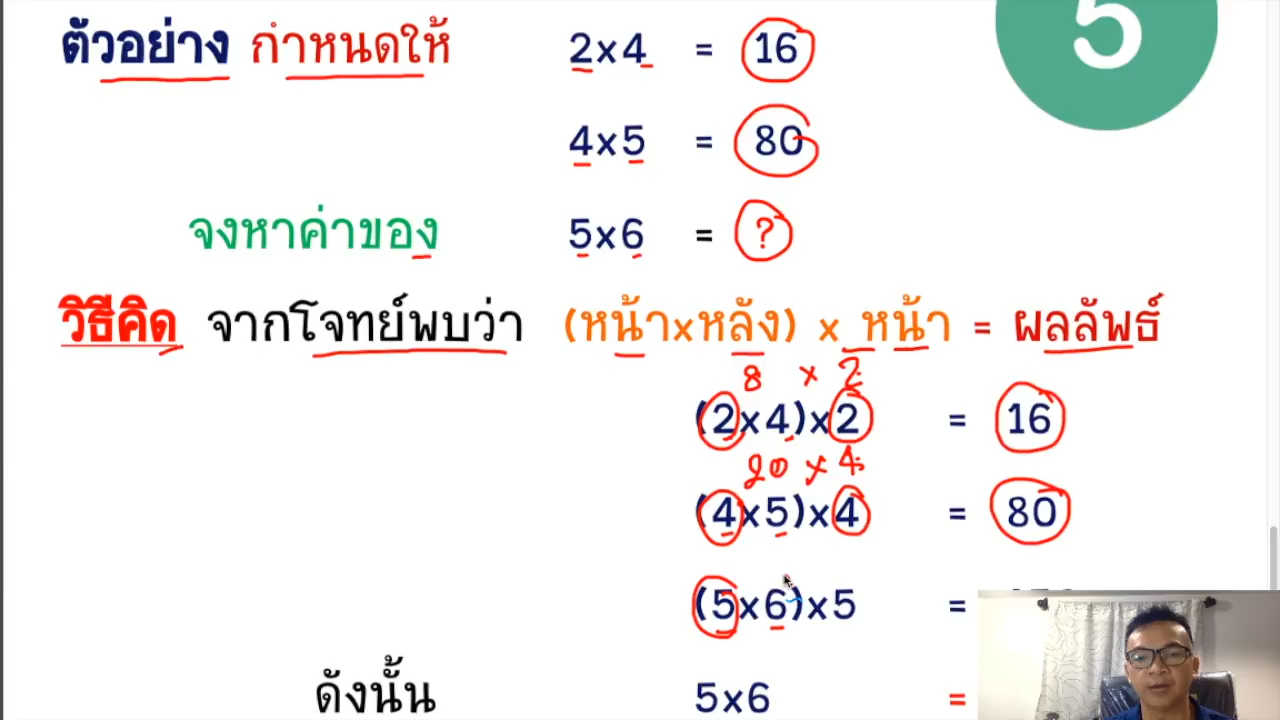 5
ตัวอย่าง กำหนดให้ 2x4 = 16
4x5 = 80
จงหาค่าของ 5x6 = ?
วิธีคิด จากโจทย์พบว่า (หน้าxหลัง) x หน้า = ผลลัพธ์
8 x 2
(2x4)x2 = 16
20 x 4
(4x5)x4 = 80
(5x6)x5 =
ดังนั้น 5x6 =